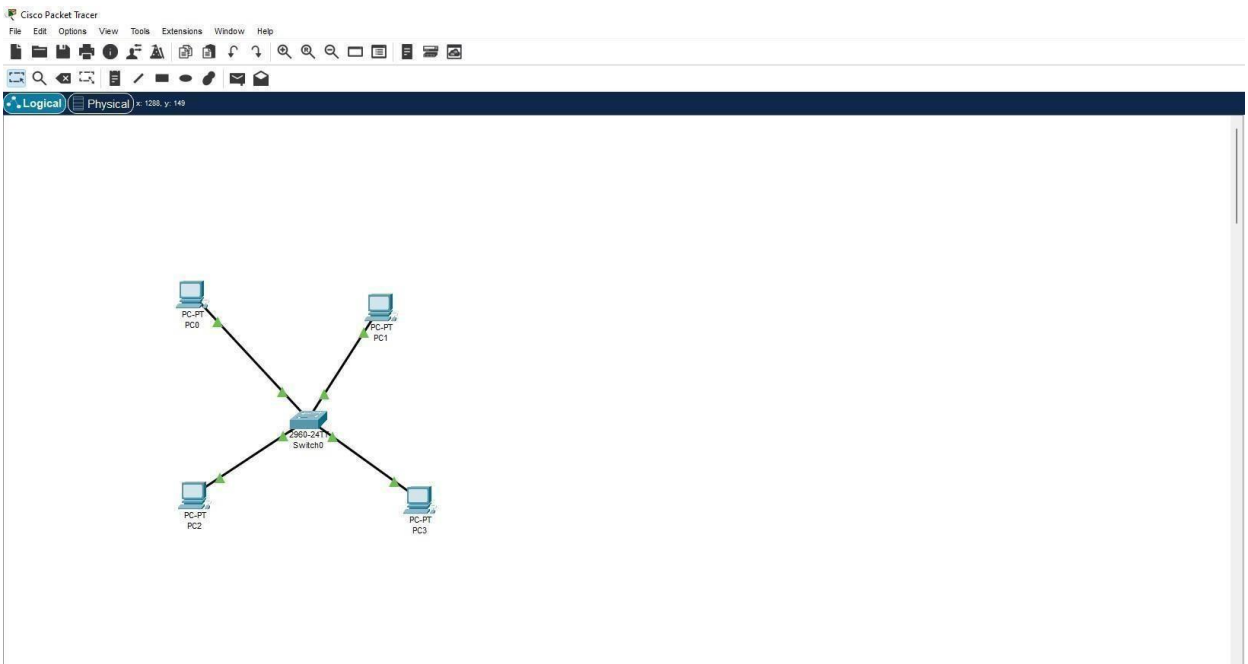 Cisco Packet Tracer
File Edit Options View Tools Extensions Window Help
Logical Physical x: 1288, y: 149
PC-PT
PC0
PC-PT
PC1
2960-24TT
Switch0
PC-PT
PC2
PC-PT
PC3